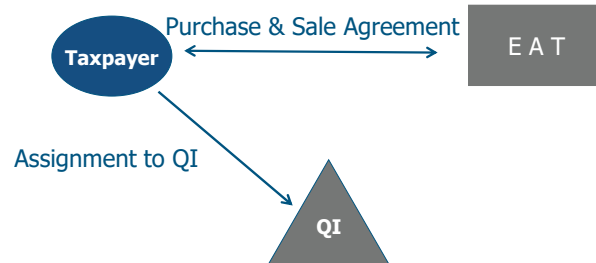 Purchase & Sale Agreement
Taxpayer
E A T
Assignment to QI
QI